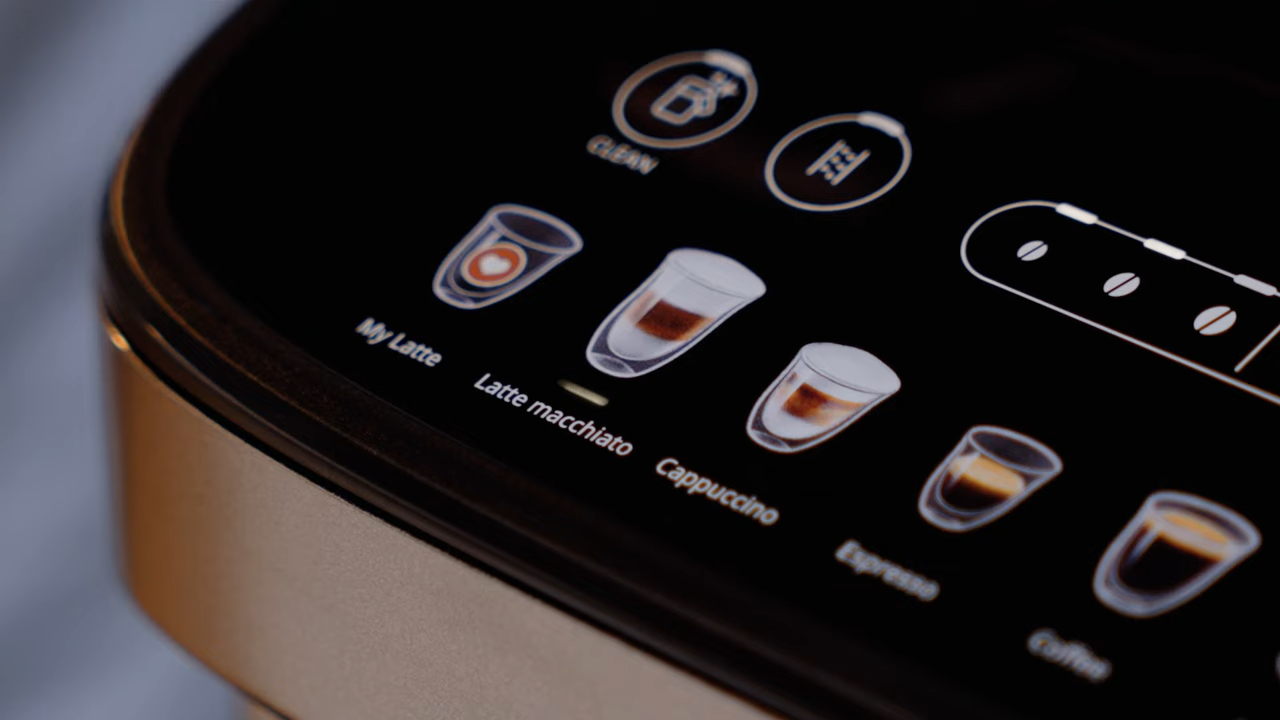 CLEAN
My Latte
Latte macchiato
Cappuccino
Espresso
Coffee